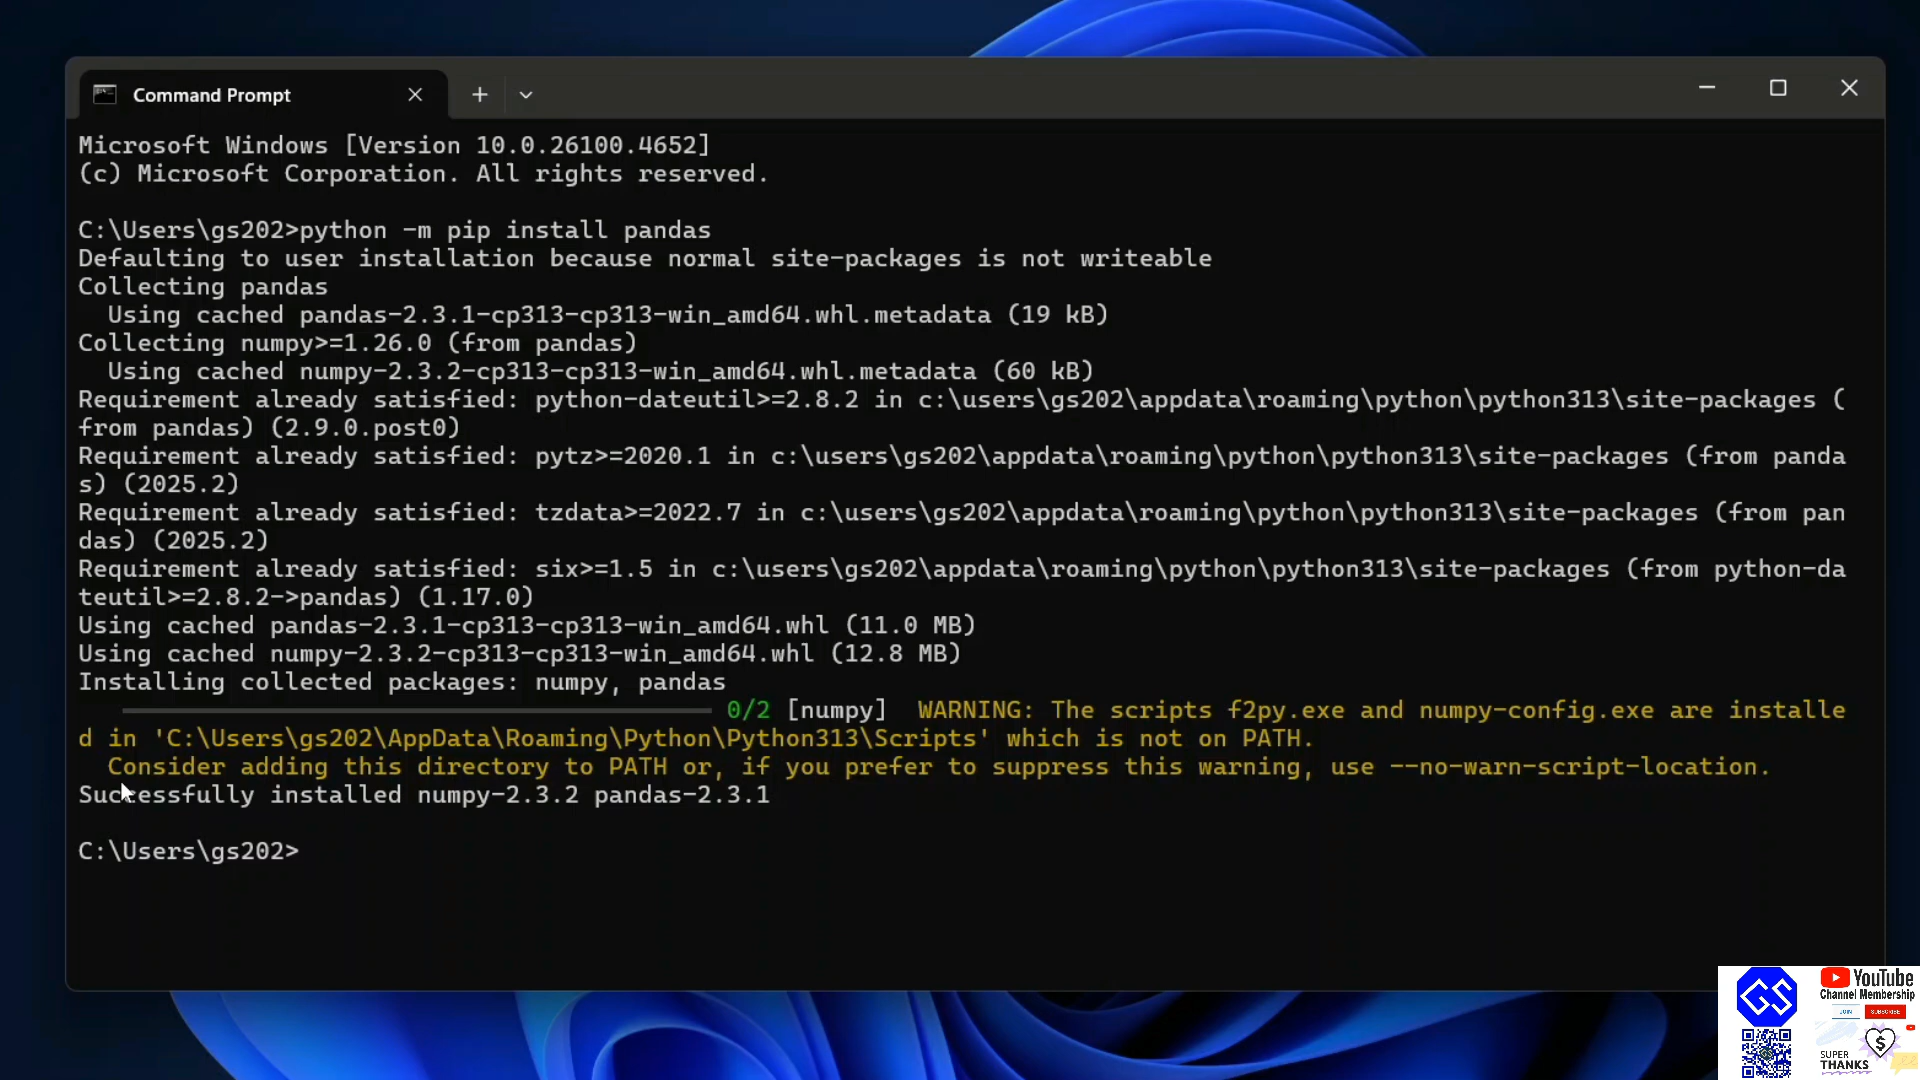 Command Prompt
Microsoft Windows [Version 10.0.26100.4652]
(c) Microsoft Corporation. All rights reserved.
C:\Users\gs202>python -m pip install pandas
Defaulting to user installation because normal site-packages is not writeable
Collecting pandas
Using cached pandas-2.3.1-cp313-cp313-win_amd64.whl.metadata (19 kB)
Collecting numpy>=1.26.0 (from pandas)
Using cached numpy-2.3.2-cp313-cp313-win_amd64.whl.metadata (60 kB)
Requirement already satisfied: python-dateutil>=2.8.2 in c:\users\gs202\appdata\roaming\python\python313\site-packages (
from pandas) (2.9.0.post0)
Requirement already satisfied: pytz>=2020.1 in c:\users\gs202\appdata\roaming\python\python313\site-packages (from panda
s) (2025.2)
Requirement already satisfied: tzdata>=2022.7 in c:\users\gs202\appdata\roaming\python\python313\site-packages (from pan
das) (2025.2)
Requirement already satisfied: six>=1.5 in c:\users\gs202\appdata\roaming\python\python313\site-packages (from python-da
teutil>=2.8.2->pandas) (1.17.0)
Using cached pandas-2.3.1-cp313-cp313-win_amd64.whl (11.0 MB)
Using cached numpy-2.3.2-cp313-cp313-win_amd64.whl (12.8 MB)
Installing collected packages: numpy, pandas
0/2 [numpy]  WARNING: The scripts f2py.exe and numpy-config.exe are installe
d in 'C:\Users\gs202\AppData\Roaming\Python\Python313\Scripts' which is not on PATH.
Consider adding this directory to PATH or, if you prefer to suppress this warning, use --no-warn-script-location.
Successfully installed numpy-2.3.2 pandas-2.3.1
C:\Users\gs202>
GS
YouTube
Channel Membership
JOIN
SUBSCRIBE
SUPER
THANKS
$